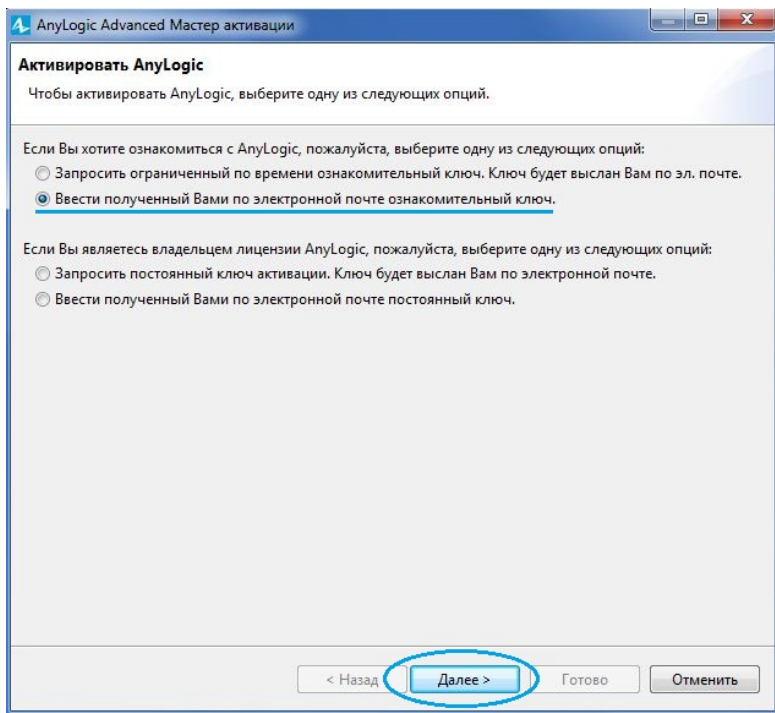 AnyLogic Advanced Мастер активации
Активировать AnyLogic
Чтобы активировать AnyLogic, выберите одну из следующих опций.
Если Вы хотите ознакомиться с AnyLogic, пожалуйста, выберите одну из следующих опций:
Запросить ограниченный по времени ознакомительный ключ. Ключ будет выслан Вам по эл. почте.
Ввести полученный Вами по электронной почте ознакомительный ключ.
Если Вы являетесь владельцем лицензии AnyLogic, пожалуйста, выберите одну из следующих опций:
Запросить постоянный ключ активации. Ключ будет выслан Вам по электронной почте.
Ввести полученный Вами по электронной почте постоянный ключ.
< Назад Далее > Готово Отменить